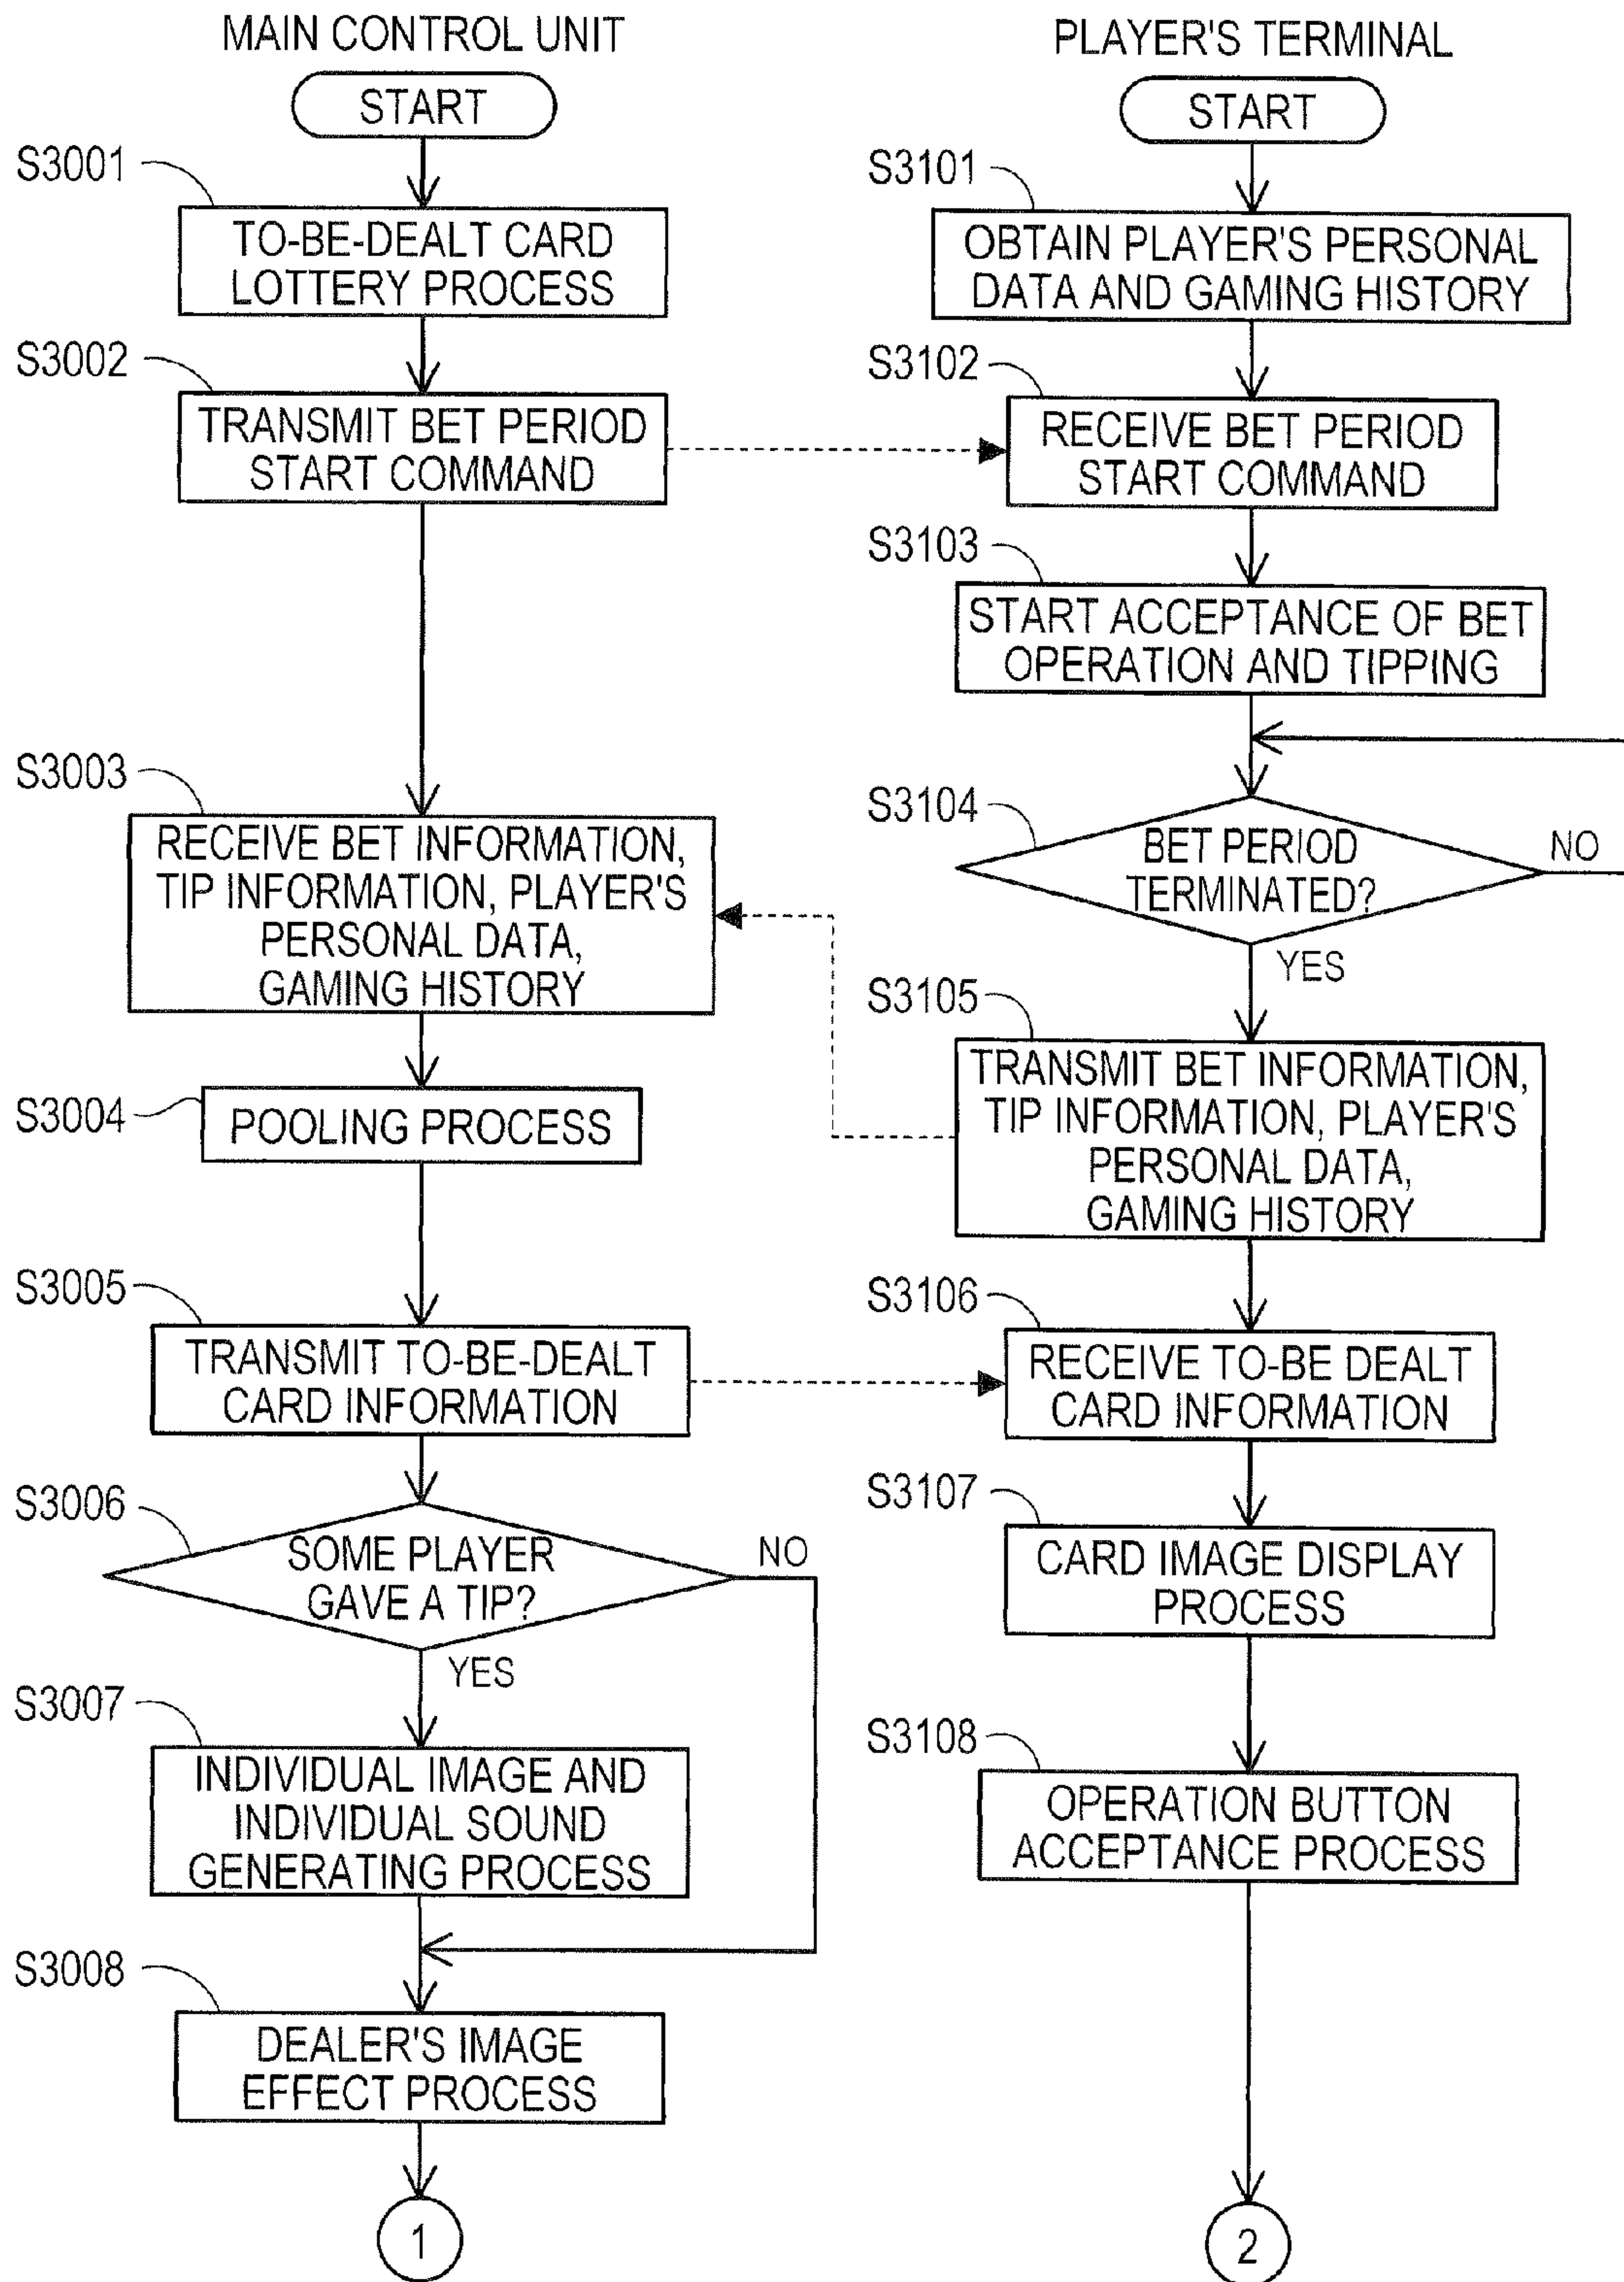 MAIN CONTROL UNIT
START
S3001
TO-BE-DEALT CARD
LOTTERY PROCESS
S3002
TRANSMIT BET PERIOD
START COMMAND
S3003
RECEIVE BET INFORMATION,
TIP INFORMATION, PLAYER'S
PERSONAL DATA,
GAMING HISTORY
S3004
POOLING PROCESS
S3005
TRANSMIT TO-BE-DEALT
CARD INFORMATION
S3006
SOME PLAYER
GAVE A TIP?
NO
YES
S3007
INDIVIDUAL IMAGE AND
INDIVIDUAL SOUND
GENERATING PROCESS
S3008
DEALER'S IMAGE
EFFECT PROCESS
1
PLAYER'S TERMINAL
START
S3101
OBTAIN PLAYER'S PERSONAL
DATA AND GAMING HISTORY
S3102
RECEIVE BET PERIOD
START COMMAND
S3103
START ACCEPTANCE OF BET
OPERATION AND TIPPING
S3104
BET PERIOD
TERMINATED?
NO
YES
S3105
TRANSMIT BET INFORMATION,
TIP INFORMATION, PLAYER'S
PERSONAL DATA,
GAMING HISTORY
S3106
RECEIVE TO-BE DEALT
CARD INFORMATION
S3107
CARD IMAGE DISPLAY
PROCESS
S3108
OPERATION BUTTON
ACCEPTANCE PROCESS
2